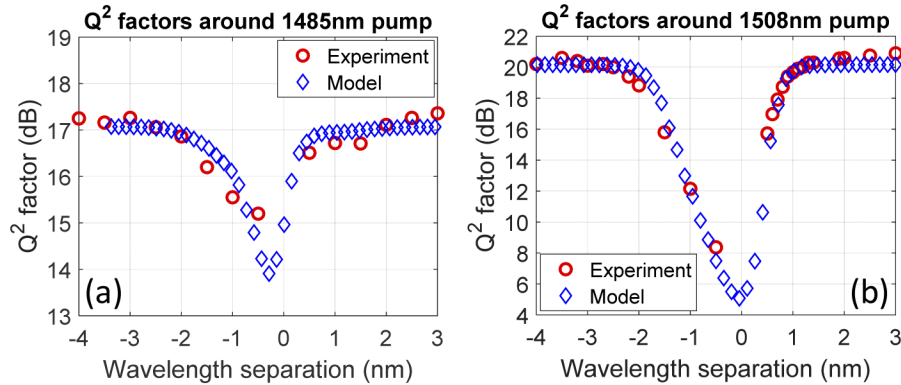 Q² factors around 1485nm pump
19
18
17
16
15
14
13
Q² factor (dB)
Experiment
Model
(a)
-4 -3 -2 -1 0 1 2 3
Wavelength separation (nm)
Q² factors around 1508nm pump
22
20
18
16
14
12
10
8
6
4
Q² factor (dB)
Experiment
Model
(b)
-4 -3 -2 -1 0 1 2 3
Wavelength separation (nm)